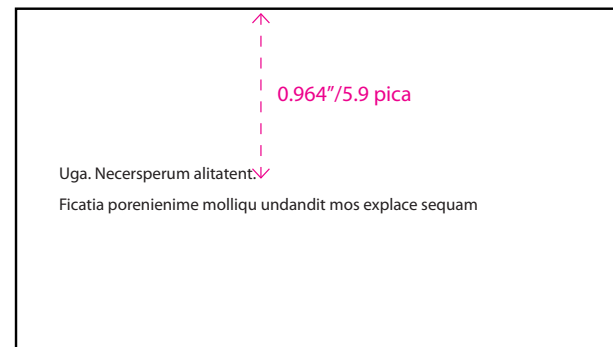 0.964”/5.9 pica
Uga. Necersperum alitatent.
Ficatia porenienime molliqu undandit mos explace sequam